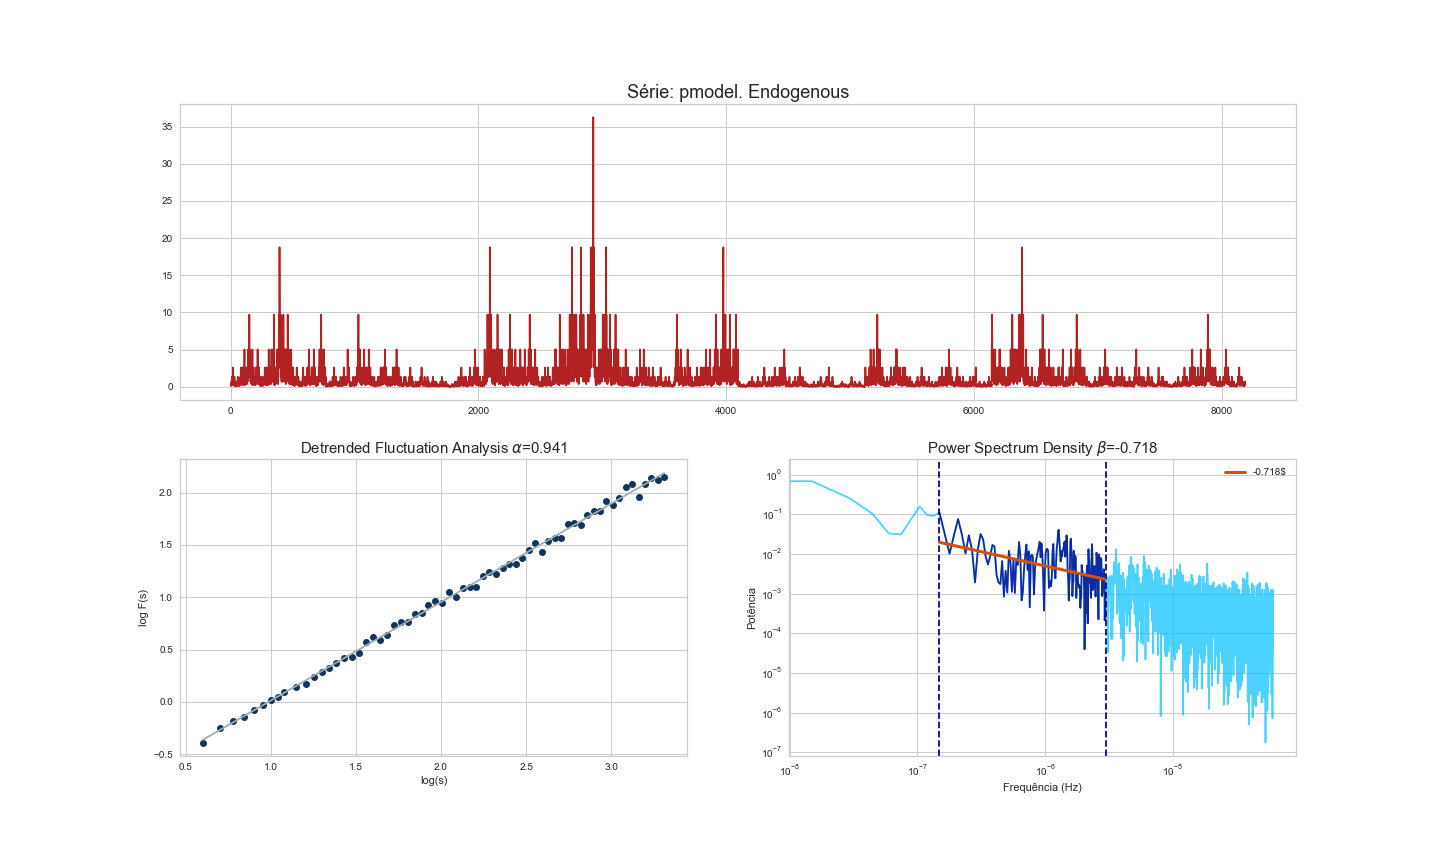 Série: pmodel. Endogenous
35
30
25
20
15
10
5
0
0 2000 4000 6000 8000
Detrended Fluctuation Analysis α=0.941
log F(s)
2.0
1.5
1.0
0.5
0.0
−0.5
0.5 1.0 1.5 2.0 2.5 3.0
log(s)
Power Spectrum Density β=-0.718
-0.718$
Potência
10⁰
10⁻¹
10⁻²
10⁻³
10⁻⁴
10⁻⁵
10⁻⁶
10⁻⁷
10⁻⁸ 10⁻⁷ 10⁻⁶ 10⁻⁵
Frequência (Hz)